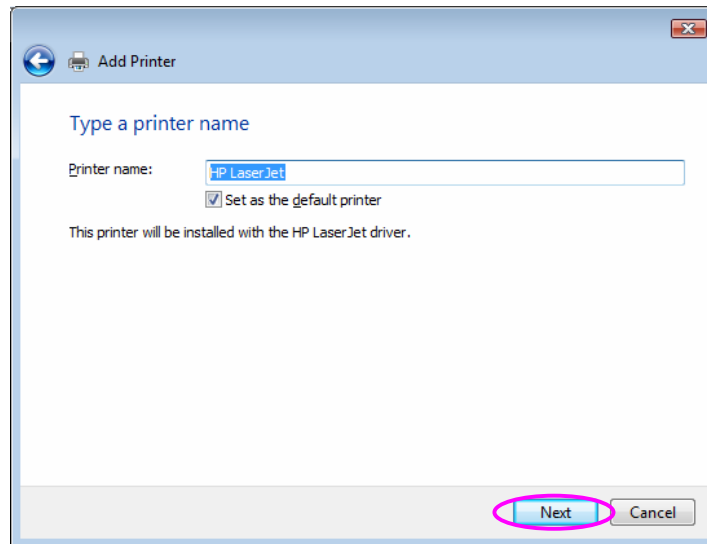 Add Printer
Type a printer name
Printer name:
HP LaserJet
Set as the default printer
This printer will be installed with the HP LaserJet driver.
Next
Cancel